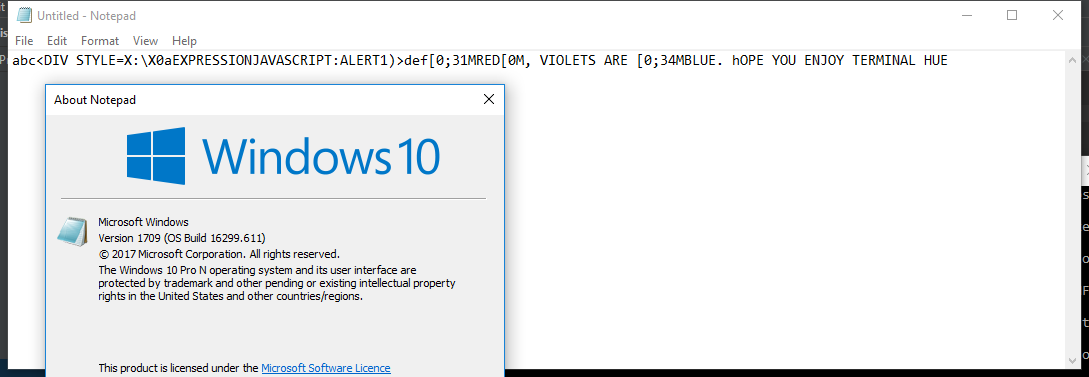 Untitled - Notepad
File Edit Format View Help
abc<DIV STYLE=X:\X0aEXPRESSIONJAVASCRIPT:ALERT1)>def[0;31MRED[0M, VIOLETS ARE [0;34MBLUE. hOPE YOU ENJOY TERMINAL HUE
About Notepad
Windows 10
Microsoft Windows
Version 1709 (OS Build 16299.611)
© 2017 Microsoft Corporation. All rights reserved.
The Windows 10 Pro N operating system and its user interface are
protected by trademark and other pending or existing intellectual property
rights in the United States and other countries/regions.
This product is licensed under the Microsoft Software Licence